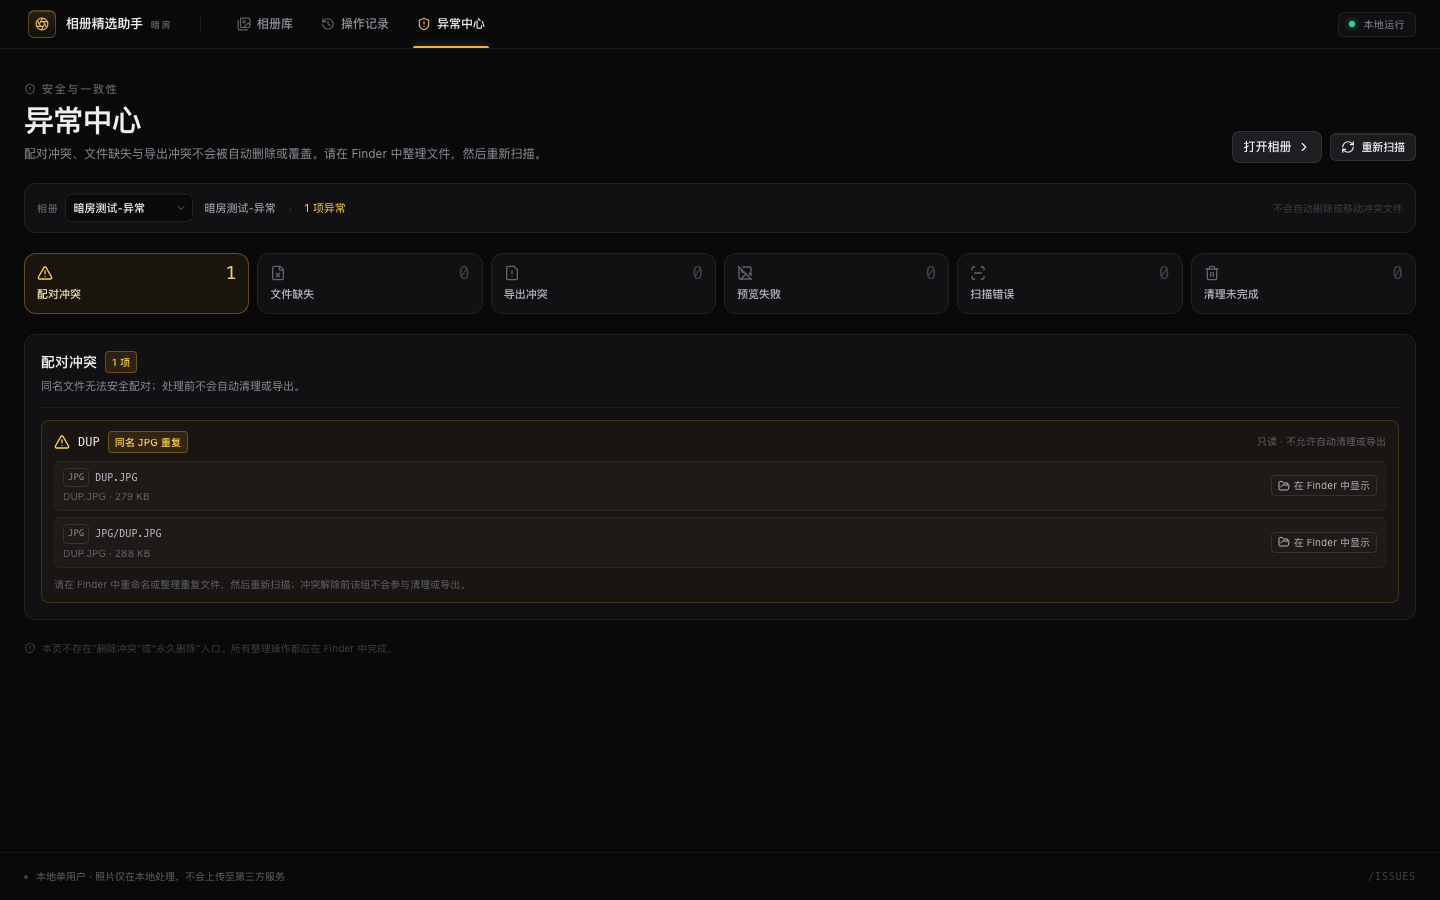 相册精选助手 暗房 相册库 操作记录 异常中心 本地运行
安全与一致性
异常中心
配对冲突、文件缺失与导出冲突不会被自动删除或覆盖。请在 Finder 中整理文件，然后重新扫描。
打开相册 重新扫描
相册 暗房测试-异常 暗房测试-异常 · 1 项异常 不会自动删除或移动冲突文件
1 0 0 0 0 0
配对冲突 文件缺失 导出冲突 预览失败 扫描错误 清理未完成
配对冲突 1 项
同名文件无法安全配对；处理前不会自动清理或导出。
DUP 同名 JPG 重复 只读 · 不允许自动清理或导出
JPG DUP.JPG
DUP.JPG · 279 KB
在 Finder 中显示
JPG JPG/DUP.JPG
DUP.JPG · 288 KB
在 Finder 中显示
请在 Finder 中重命名或整理重复文件，然后重新扫描；冲突解除前该组不会参与清理或导出。
本页不存在“删除冲突”或“永久删除”入口。所有整理操作都应在 Finder 中完成。
本地单用户 · 照片仅在本地处理，不会上传至第三方服务 /ISSUES